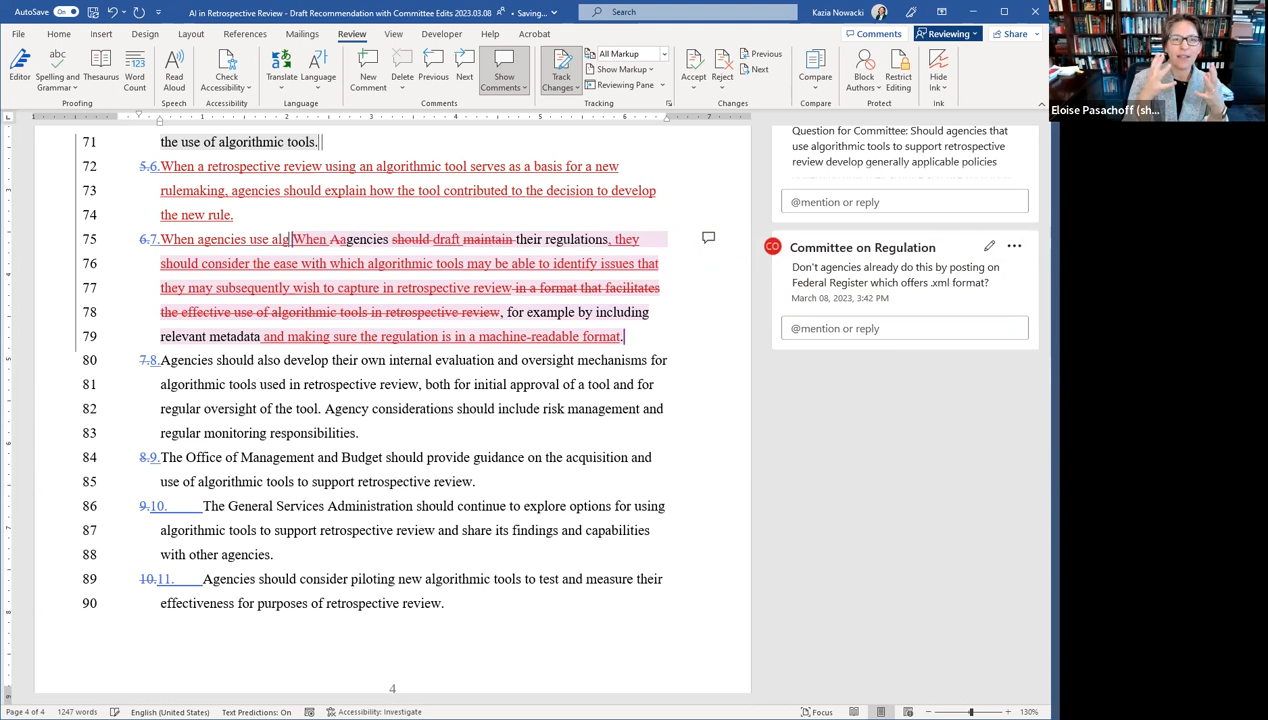 AutoSave On AI in Retrospective Review - Draft Recommendation with Committee Edits 2023.03.08 • Saving... Search Kazia Nowacki
File Home Insert Design Layout References Mailings Review View Developer Help Acrobat Comments Reviewing Share
Editor Spelling and Grammar Thesaurus Word Count Read Aloud Check Accessibility Translate Language New Comment Delete Previous Next Show Comments Track Changes All Markup Show Markup Reviewing Pane Accept Reject Previous Next Compare Block Authors Restrict Editing Hide Ink
Proofing Speech Accessibility Language Comments Tracking Changes Compare Protect Ink
Eloise Pasachoff (sh...
1 1 2 3 4 5 6 7
71 the use of algorithmic tools.
72 5.6.When a retrospective review using an algorithmic tool serves as a basis for a new
73 rulemaking, agencies should explain how the tool contributed to the decision to develop
74 the new rule.
75 6.7.When agencies use alg When Aagencies should draft maintain their regulations, they
76 should consider the ease with which algorithmic tools may be able to identify issues that
77 they may subsequently wish to capture in retrospective review in a format that facilitates
78 the effective use of algorithmic tools in retrospective review, for example by including
79 relevant metadata and making sure the regulation is in a machine-readable format.
80 7.8.Agencies should also develop their own internal evaluation and oversight mechanisms for
81 algorithmic tools used in retrospective review, both for initial approval of a tool and for
82 regular oversight of the tool. Agency considerations should include risk management and
83 regular monitoring responsibilities.
84 8.9.The Office of Management and Budget should provide guidance on the acquisition and
85 use of algorithmic tools to support retrospective review.
86 9.10. The General Services Administration should continue to explore options for using
87 algorithmic tools to support retrospective review and share its findings and capabilities
88 with other agencies.
89 10.11. Agencies should consider piloting new algorithmic tools to test and measure their
90 effectiveness for purposes of retrospective review.
4
Question for Committee: Should agencies that
use algorithmic tools to support retrospective
review develop generally applicable policies
@mention or reply
CO Committee on Regulation
Don't agencies already do this by posting on
Federal Register which offers .xml format?
March 08, 2023, 3:42 PM
@mention or reply
Page 4 of 4 1247 words English (United States) Text Predictions: On Accessibility: Investigate Focus 130%